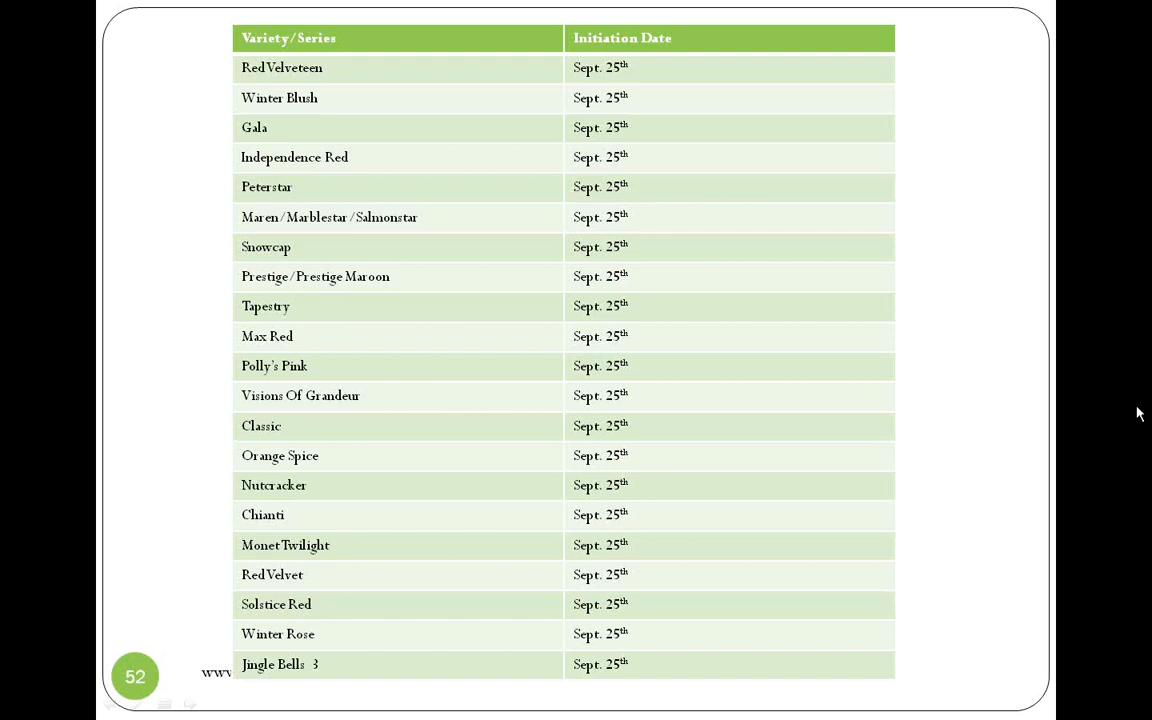 Variety/Series Initiation Date
Red Velveteen Sept. 25th
Winter Blush Sept. 25th
Gala Sept. 25th
Independence Red Sept. 25th
Peterstar Sept. 25th
Maren/Marblestar/Salmonstar Sept. 25th
Snowcap Sept. 25th
Prestige/Prestige Maroon Sept. 25th
Tapestry Sept. 25th
Max Red Sept. 25th
Polly's Pink Sept. 25th
Visions Of Grandeur Sept. 25th
Classic Sept. 25th
Orange Spice Sept. 25th
Nutcracker Sept. 25th
Chianti Sept. 25th
Monet Twilight Sept. 25th
Red Velvet Sept. 25th
Solstice Red Sept. 25th
Winter Rose Sept. 25th
Jingle Bells 3 Sept. 25th
52 www